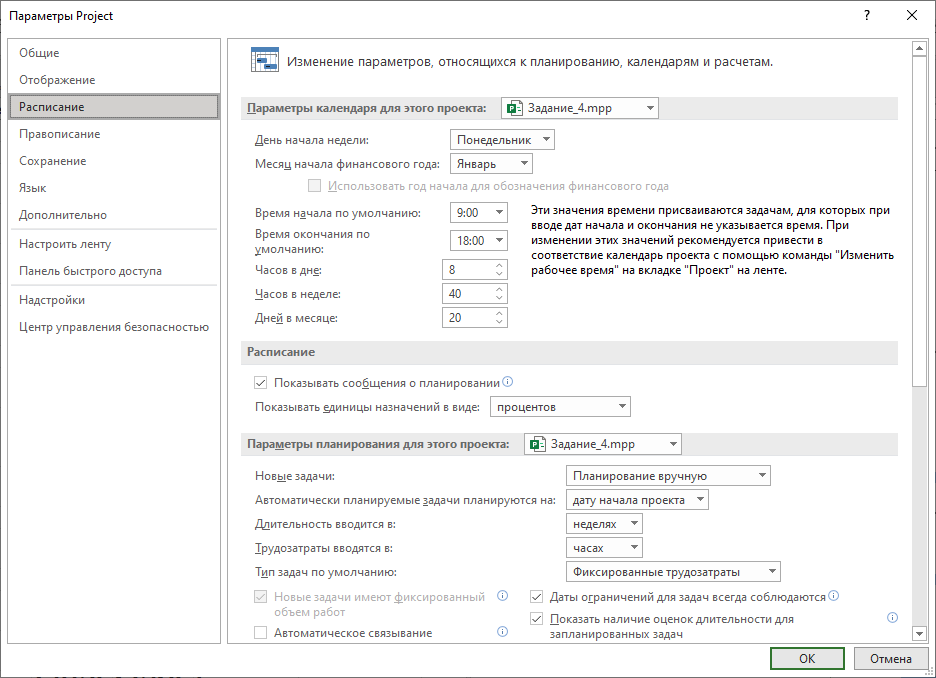 Параметры Project
?
Общие
Отображение
Расписание
Правописание
Сохранение
Язык
Дополнительно
Настроить ленту
Панель быстрого доступа
Надстройки
Центр управления безопасностью
Изменение параметров, относящихся к планированию, календарям и расчетам.
Параметры календаря для этого проекта: Задание_4.mpp
День начала недели: Понедельник
Месяц начала финансового года: Январь
Использовать год начала для обозначения финансового года
Время начала по умолчанию: 9:00
Время окончания по
умолчанию: 18:00
Часов в дне: 8
Часов в неделе: 40
Дней в месяце: 20
Эти значения времени присваиваются задачам, для которых при
вводе дат начала и окончания не указывается время. При
изменении этих значений рекомендуется привести в
соответствие календарь проекта с помощью команды "Изменить
рабочее время" на вкладке "Проект" на ленте.
Расписание
Показывать сообщения о планировании
Показывать единицы назначений в виде: процентов
Параметры планирования для этого проекта: Задание_4.mpp
Новые задачи: Планирование вручную
Автоматически планируемые задачи планируются на: дату начала проекта
Длительность вводится в: неделях
Трудозатраты вводятся в: часах
Тип задач по умолчанию: Фиксированные трудозатраты
Новые задачи имеют фиксированный
объем работ
Автоматическое связывание
Даты ограничений для задач всегда соблюдаются
Показать наличие оценок длительности для
запланированных задач
ОК
Отмена